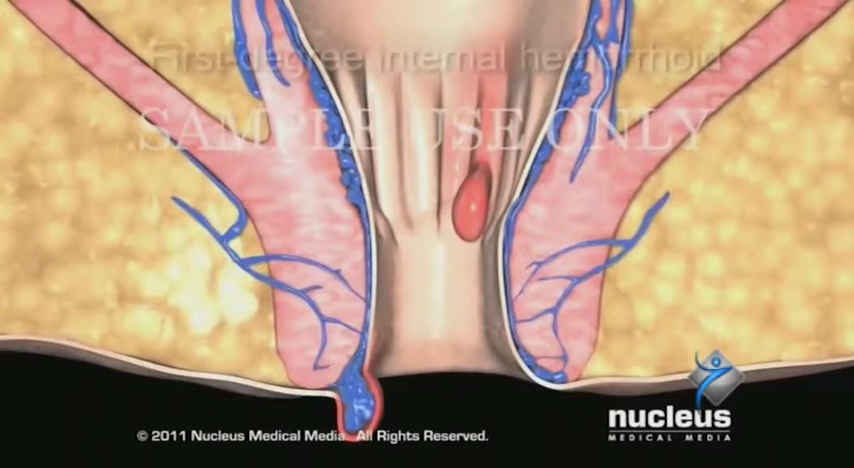 First-degree internal hemorrhoid
SAMPLE USE ONLY
nucleus
MEDICAL MEDIA
© 2011 Nucleus Medical Media. All Rights Reserved.